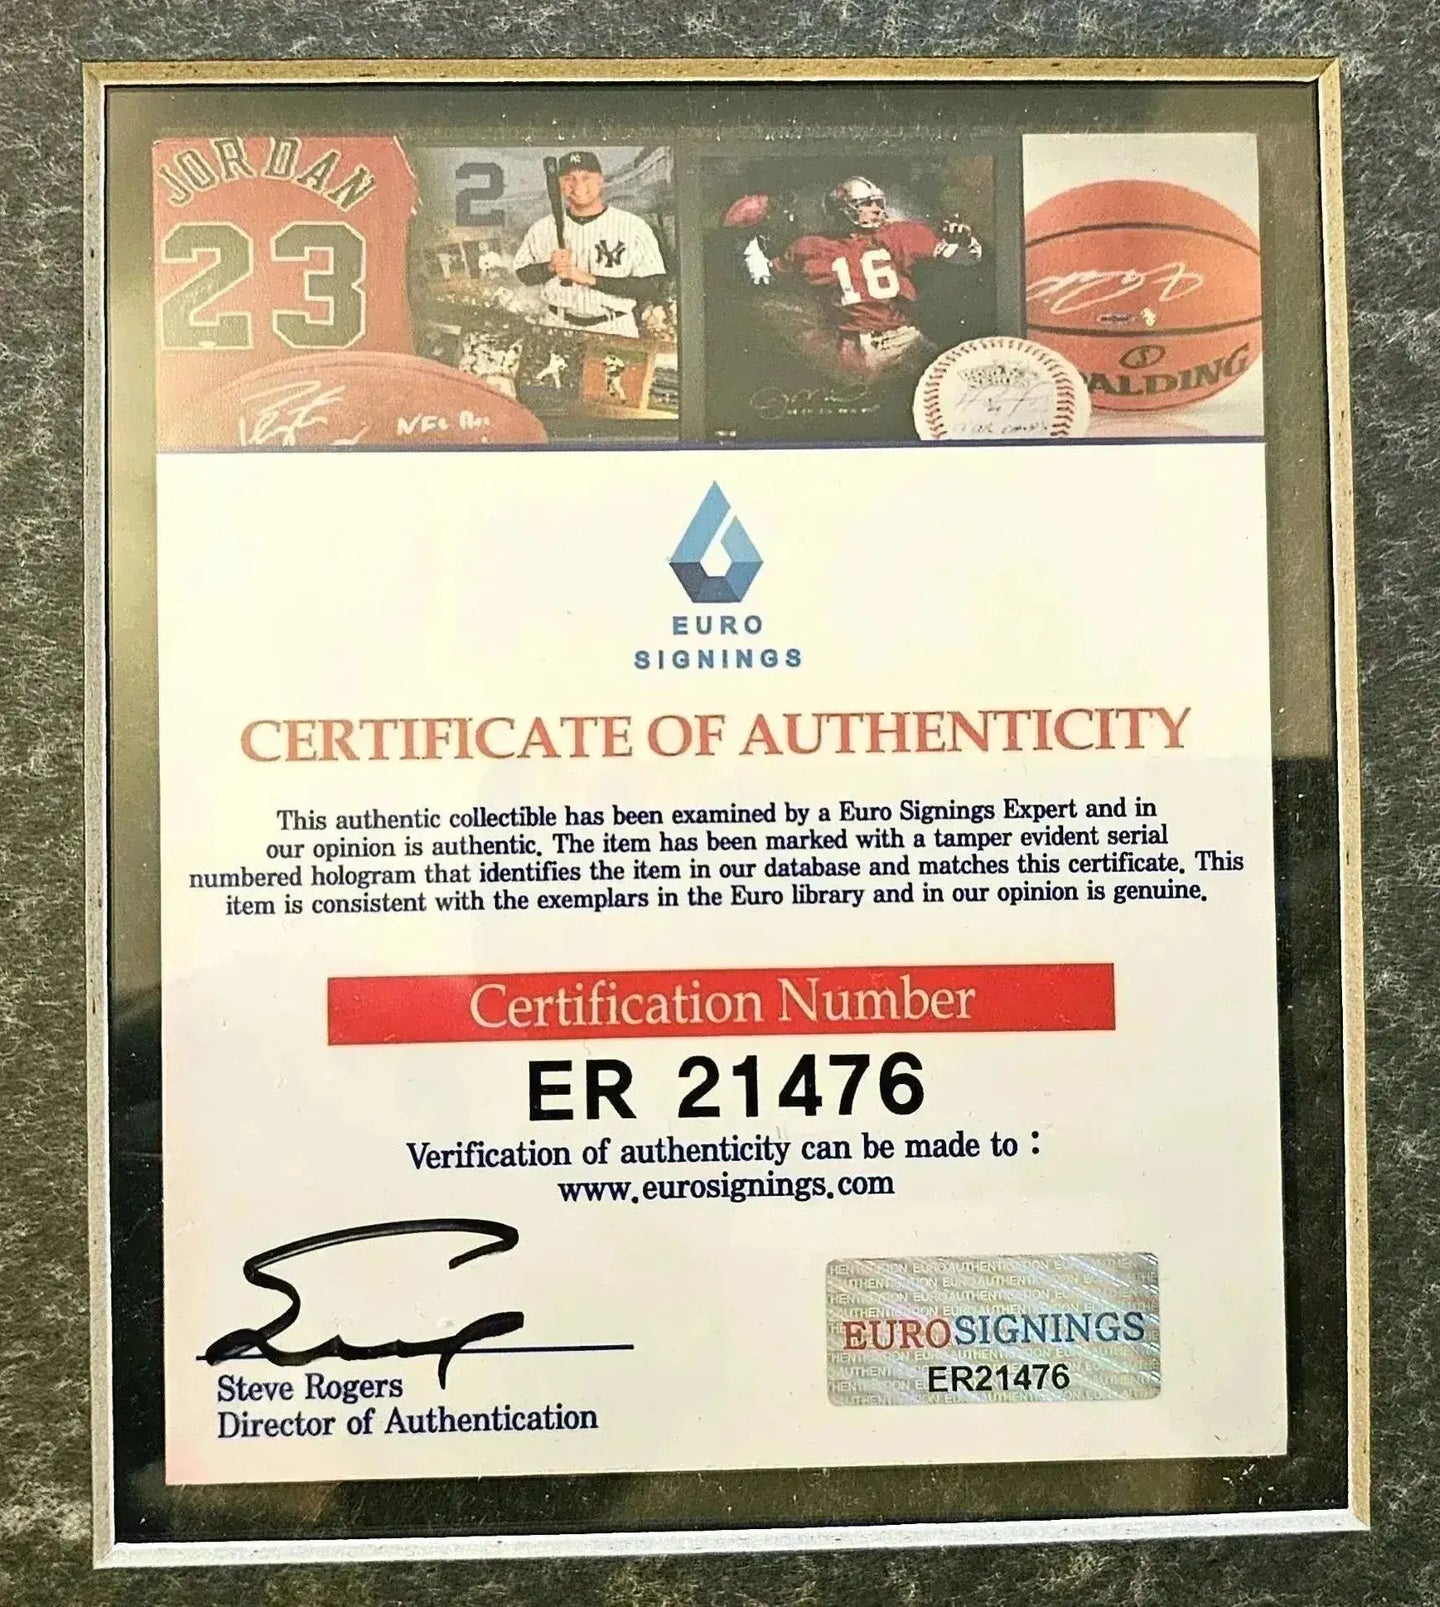 JORDAN
23
2
NY
16
SPALDING
EURO
SIGNINGS
CERTIFICATE OF AUTHENTICITY
This authentic collectible has been examined by a Euro Signings Expert and in
our opinion is authentic. The item has been marked with a tamper evident serial
numbered hologram that identifies the item in our database and matches this certificate. This
item is consistent with the exemplars in the Euro library and in our opinion is genuine.
Certification Number
ER 21476
Verification of authenticity can be made to :
www.eurosignings.com
Steve Rogers
Director of Authentication
EUROSIGNINGS
ER21476